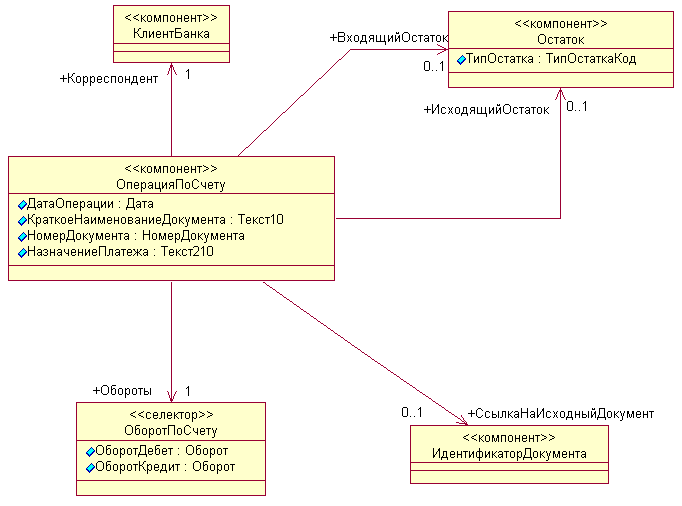 <<компонент>>
КлиентБанка
+Корреспондент
1
+ВходящийОстаток
0..1
<<компонент>>
Остаток
ТипОстатка : ТипОстаткаКод
+ИсходящийОстаток
0..1
<<компонент>>
ОперацияПоСчету
ДатаОперации : Дата
КраткоеНаименованиеДокумента : Текст10
НомерДокумента : НомерДокумента
НазначениеПлатежа : Текст210
+Обороты
1
<<селектор>>
ОборотПоСчету
ОборотДебет : Оборот
ОборотКредит : Оборот
0..1
+СсылкаНаИсходныйДокумент
<<компонент>>
ИдентификаторДокумента